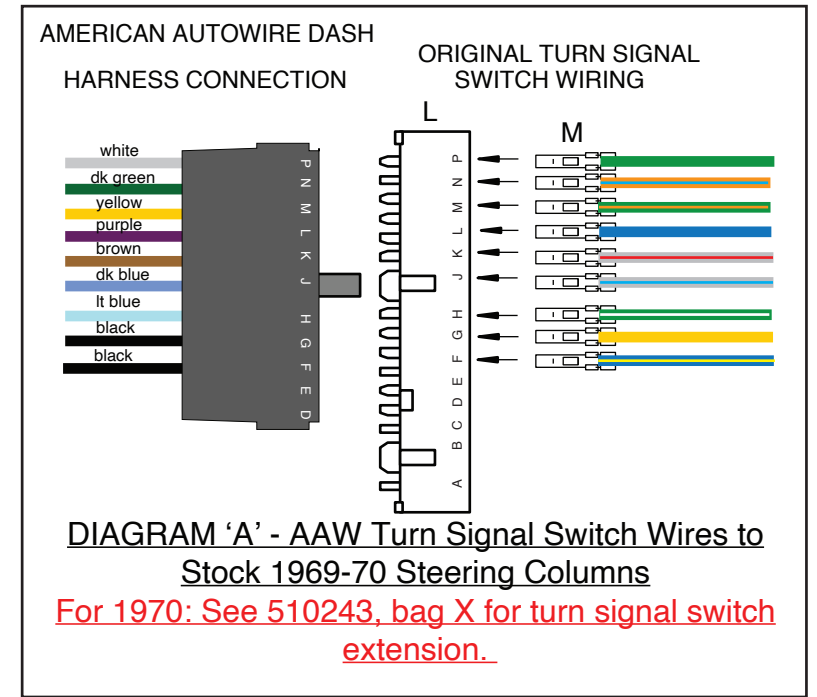 AMERICAN AUTOWIRE DASH
HARNESS CONNECTION
ORIGINAL TURN SIGNAL
SWITCH WIRING
L
M
white
dk green
yellow
purple
brown
dk blue
lt blue
black
black
P
N
M
L
K
J
H
G
F
E
D
P
N
M
L
K
J
H
G
F
E
D
C
B
A
DIAGRAM ‘A’ - AAW Turn Signal Switch Wires to
Stock 1969-70 Steering Columns
For 1970: See 510243, bag X for turn signal switch
extension.